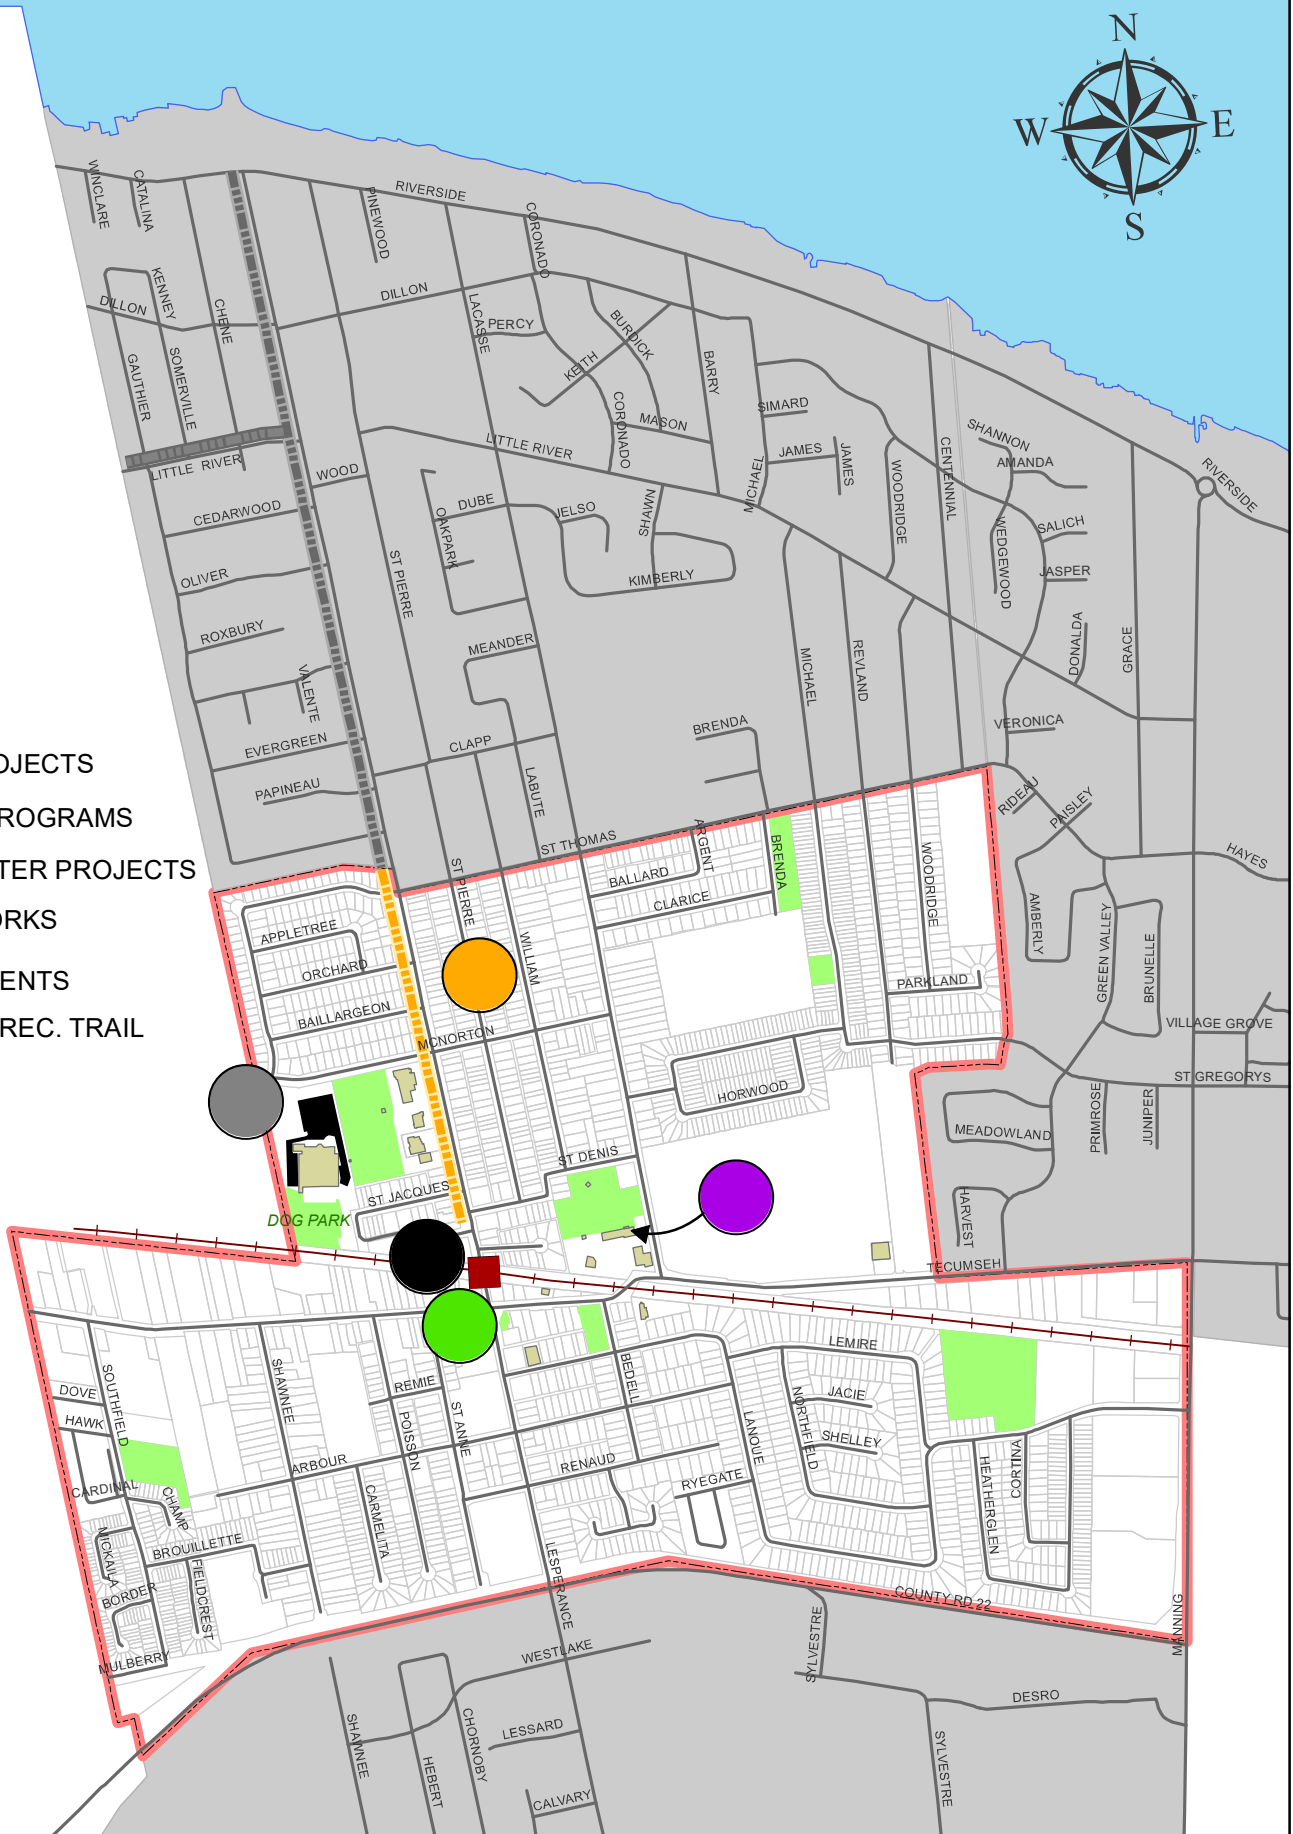 N
W
E
S
WINCLARE
CATALINA
RIVERSIDE
PINEWOOD
CORONADO
KENNEY
DILLON
DILLON
CHENE
LACASSE
PERCY
BURDICK
KEITH
BARRY
GAUTHIER
SOMERVILLE
CORONADO
MASON
SIMARD
LITTLE RIVER
LITTLE RIVER
JAMES
JAMES
SHANNON
AMANDA
CENTENNIAL
WOODRIDGE
RIVERSIDE
WOOD
MICHAEL
CEDARWOOD
DUBE
JELSO
SHAWN
OAKPARK
SALICH
WEDGEWOOD
JASPER
OLIVER
ST PIERRE
KIMBERLY
ROXBURY
MEANDER
DONALDA
GRACE
MICHAEL
REVLAND
VALENTE
BRENDA
VERONICA
EVERGREEN
CLAPP
PAPINEAU
LABUTE
RIDEAU
PAISLEY
OJECTS
ROGRAMS
TER PROJECTS
ORKS
ENTS
REC. TRAIL
ST THOMAS
ARGENT
BALLARD
CLARICE
BRENDA
WOODRIDGE
HAYES
ST PIERRE
WILLIAM
APPLETREE
ORCHARD
BAILLARGEON
AMBERLY
GREEN VALLEY
BRUNELLE
PARKLAND
VILLAGE GROVE
MCNORTON
ST GREGORYS
HORWOOD
PRIMROSE
JUNIPER
MEADOWLAND
ST DENIS
ST JACQUES
HARVEST
DOG PARK
TECUMSEH
SOUTHFIELD
SHAWNEE
LEMIRE
REMIE
BEDELL
DOVE
HAWK
JACIE
NORTHFIELD
POISSON
ST ANNE
LANOUE
SHELLEY
CORTINA
HEATHERGLEN
ARBOUR
RENAUD
RYEGATE
CARDINAL
CHAMP
CARMELITA
MICKAILA
BROUILLETTE
FIELDCREST
BORDER
LESPERANCE
COUNTY RD 22
MANNING
MULBERRY
WESTLAKE
SYLVESTRE
DESRO
SHAWNEE
CHORNOBY
LESSARD
HEBERT
CALVARY
SYLVESTRE